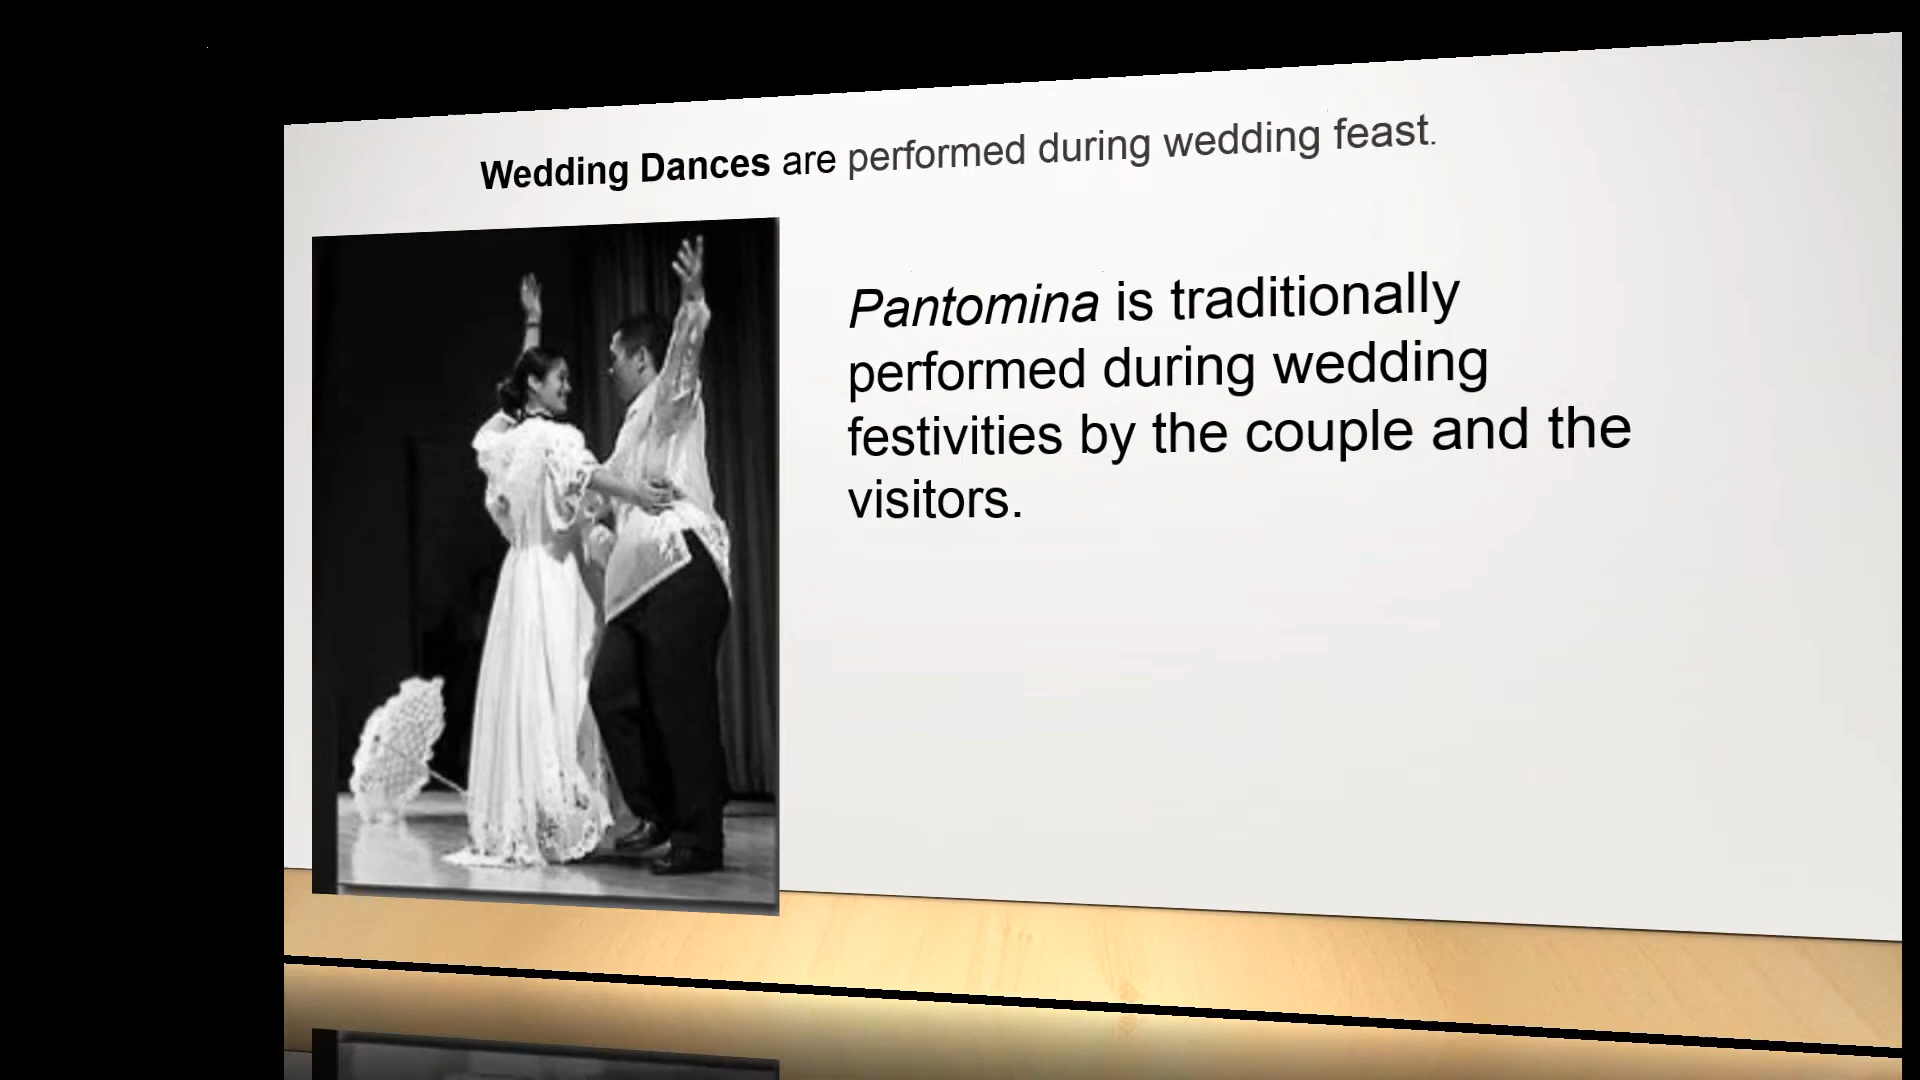 Wedding Dances are performed during wedding feast.
Pantomina is traditionally
performed during wedding
festivities by the couple and the
visitors.